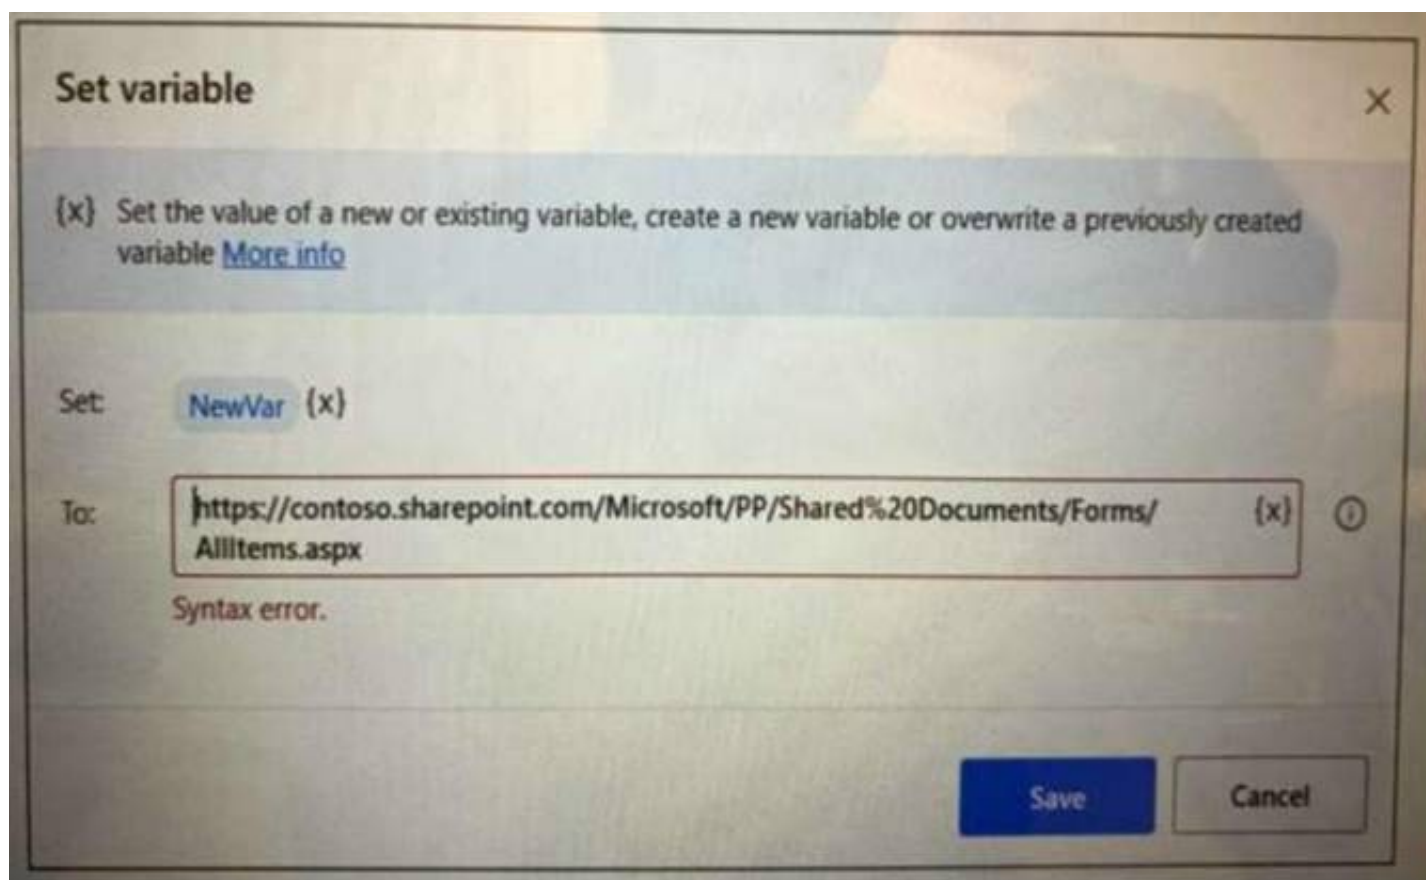 Set variable
{x} Set the value of a new or existing variable, create a new variable or overwrite a previously created
variable More info
Set: NewVar {x}
To: https://contoso.sharepoint.com/Microsoft/PP/Shared%20Documents/Forms/ {x}
AllItems.aspx
Syntax error.
Save Cancel